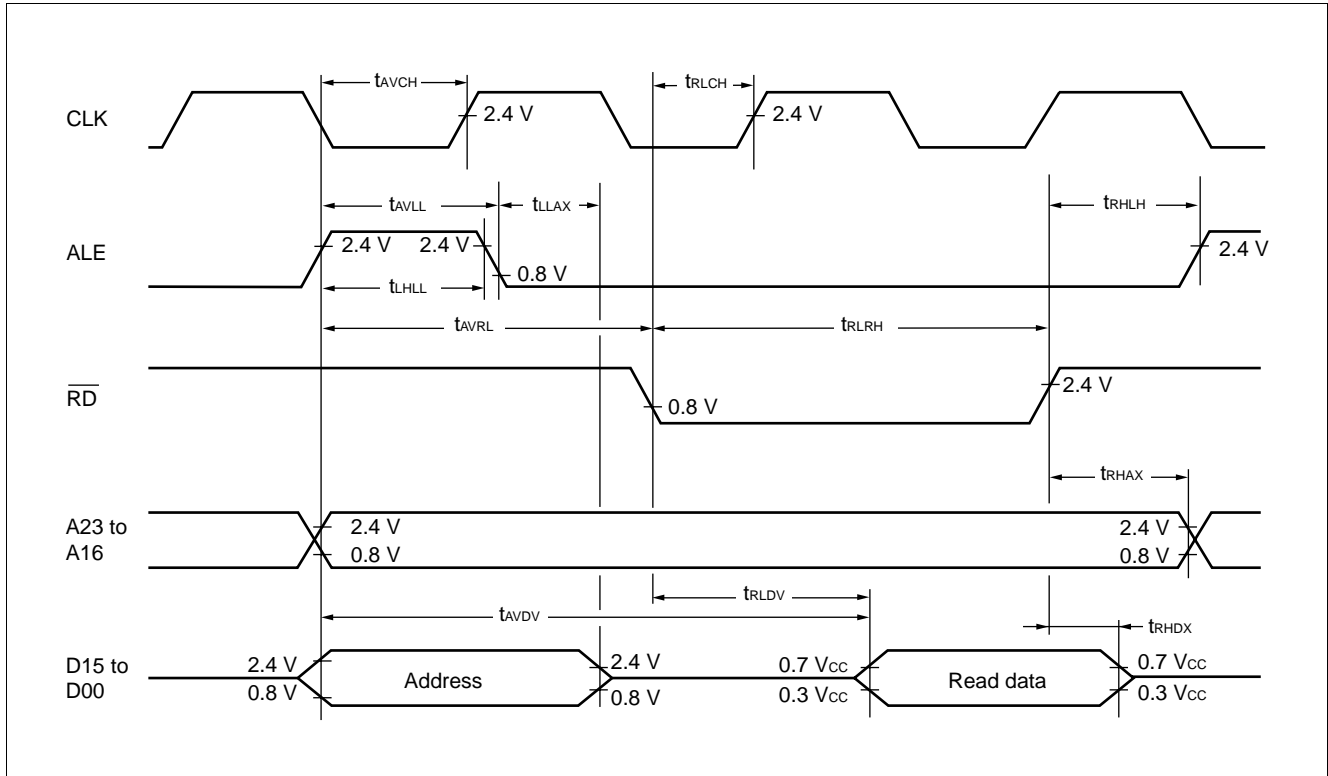 tAVCH
tRLCH
CLK
2.4 V
2.4 V
tAVLL
tLLAX
tRHLH
ALE
2.4 V
2.4 V
2.4 V
0.8 V
tLHLL
tAVRL
tRLRH
RD
2.4 V
0.8 V
tRHAX
A23 to
A16
2.4 V
0.8 V
2.4 V
0.8 V
tRLDV
tAVDV
tRHDX
D15 to
D00
2.4 V
0.8 V
Address
2.4 V
0.8 V
0.7 VCC
0.3 VCC
Read data
0.7 VCC
0.3 VCC